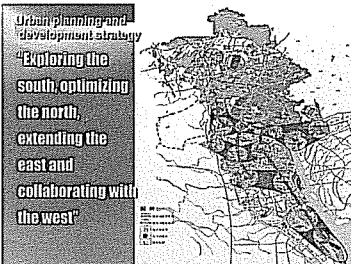 Urban planning and
development strategy
"Exploring the
south, optimizing
the north,
extending the
east and
collaborating with
the west"